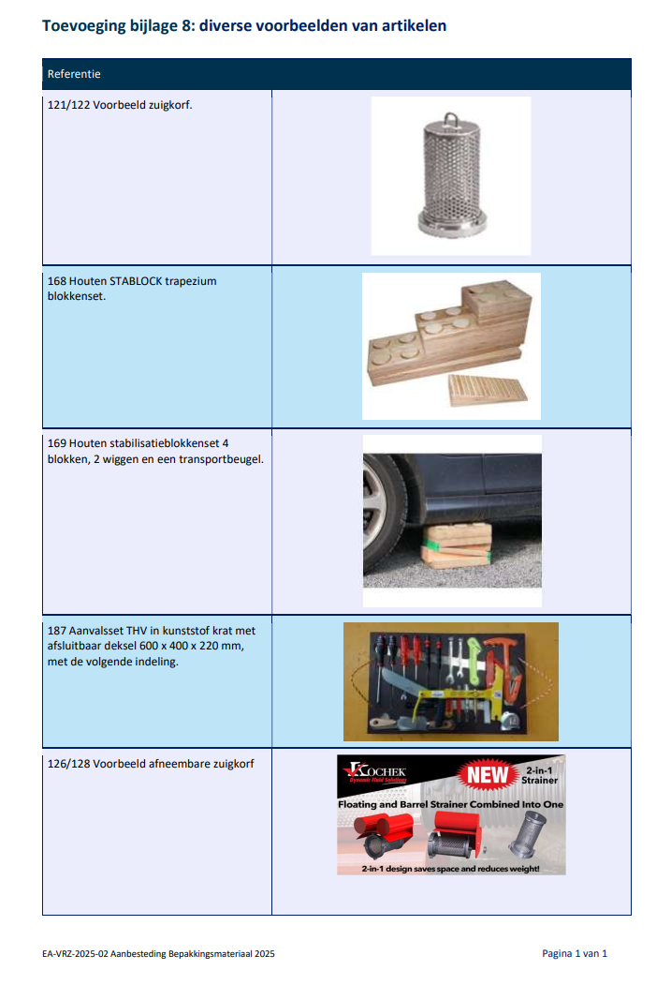 Toevoeging bijlage 8: diverse voorbeelden van artikelen
Referentie
121/122 Voorbeeld zuigkorf.
168 Houten STABLOCK trapezium
blokkenset.
169 Houten stabilisatieblokkenset 4
blokken, 2 wiggen en een transportbeugel.
187 Aanvalsset THV in kunststof krat met
afsluitbaar deksel 600 x 400 x 220 mm,
met de volgende indeling.
126/128 Voorbeeld afneembare zuigkorf
KOCHEK
Dynamic Fluid Solutions
NEW
2-in-1
Strainer
Floating and Barrel Strainer Combined Into One
2-in-1 design saves space and reduces weight!
EA-VRZ-2025-02 Aanbesteding Bepakkingsmateriaal 2025
Pagina 1 van 1